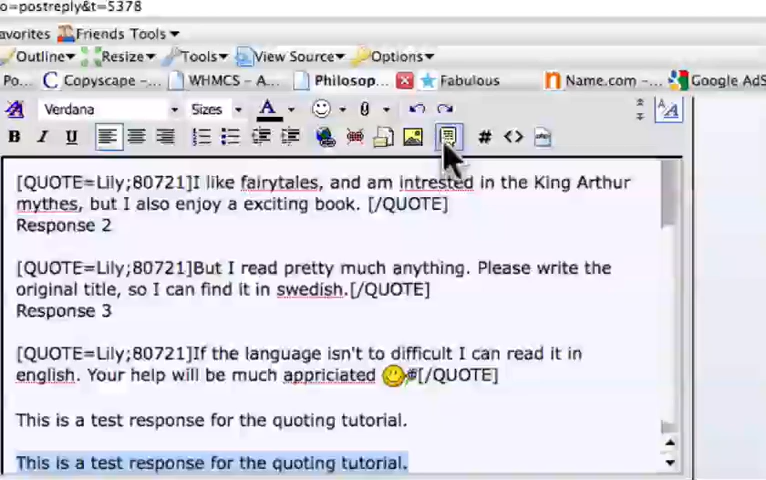 o=postreply&t=5378
avorites Friends Tools
Outline Resize Tools View Source Options
Po... Copyscape –... WHMCS – A... Philosop... Fabulous Name.com –... Google AdS
A Verdana Sizes A A
B I U # <>
[QUOTE=Lily;80721]I like fairytales, and am intrested in the King Arthur
mythes, but I also enjoy a exciting book. [/QUOTE]
Response 2
[QUOTE=Lily;80721]But I read pretty much anything. Please write the
original title, so I can find it in swedish.[/QUOTE]
Response 3
[QUOTE=Lily;80721]If the language isn't to difficult I can read it in
english. Your help will be much appriciated #[/QUOTE]
This is a test response for the quoting tutorial.
This is a test response for the quoting tutorial.